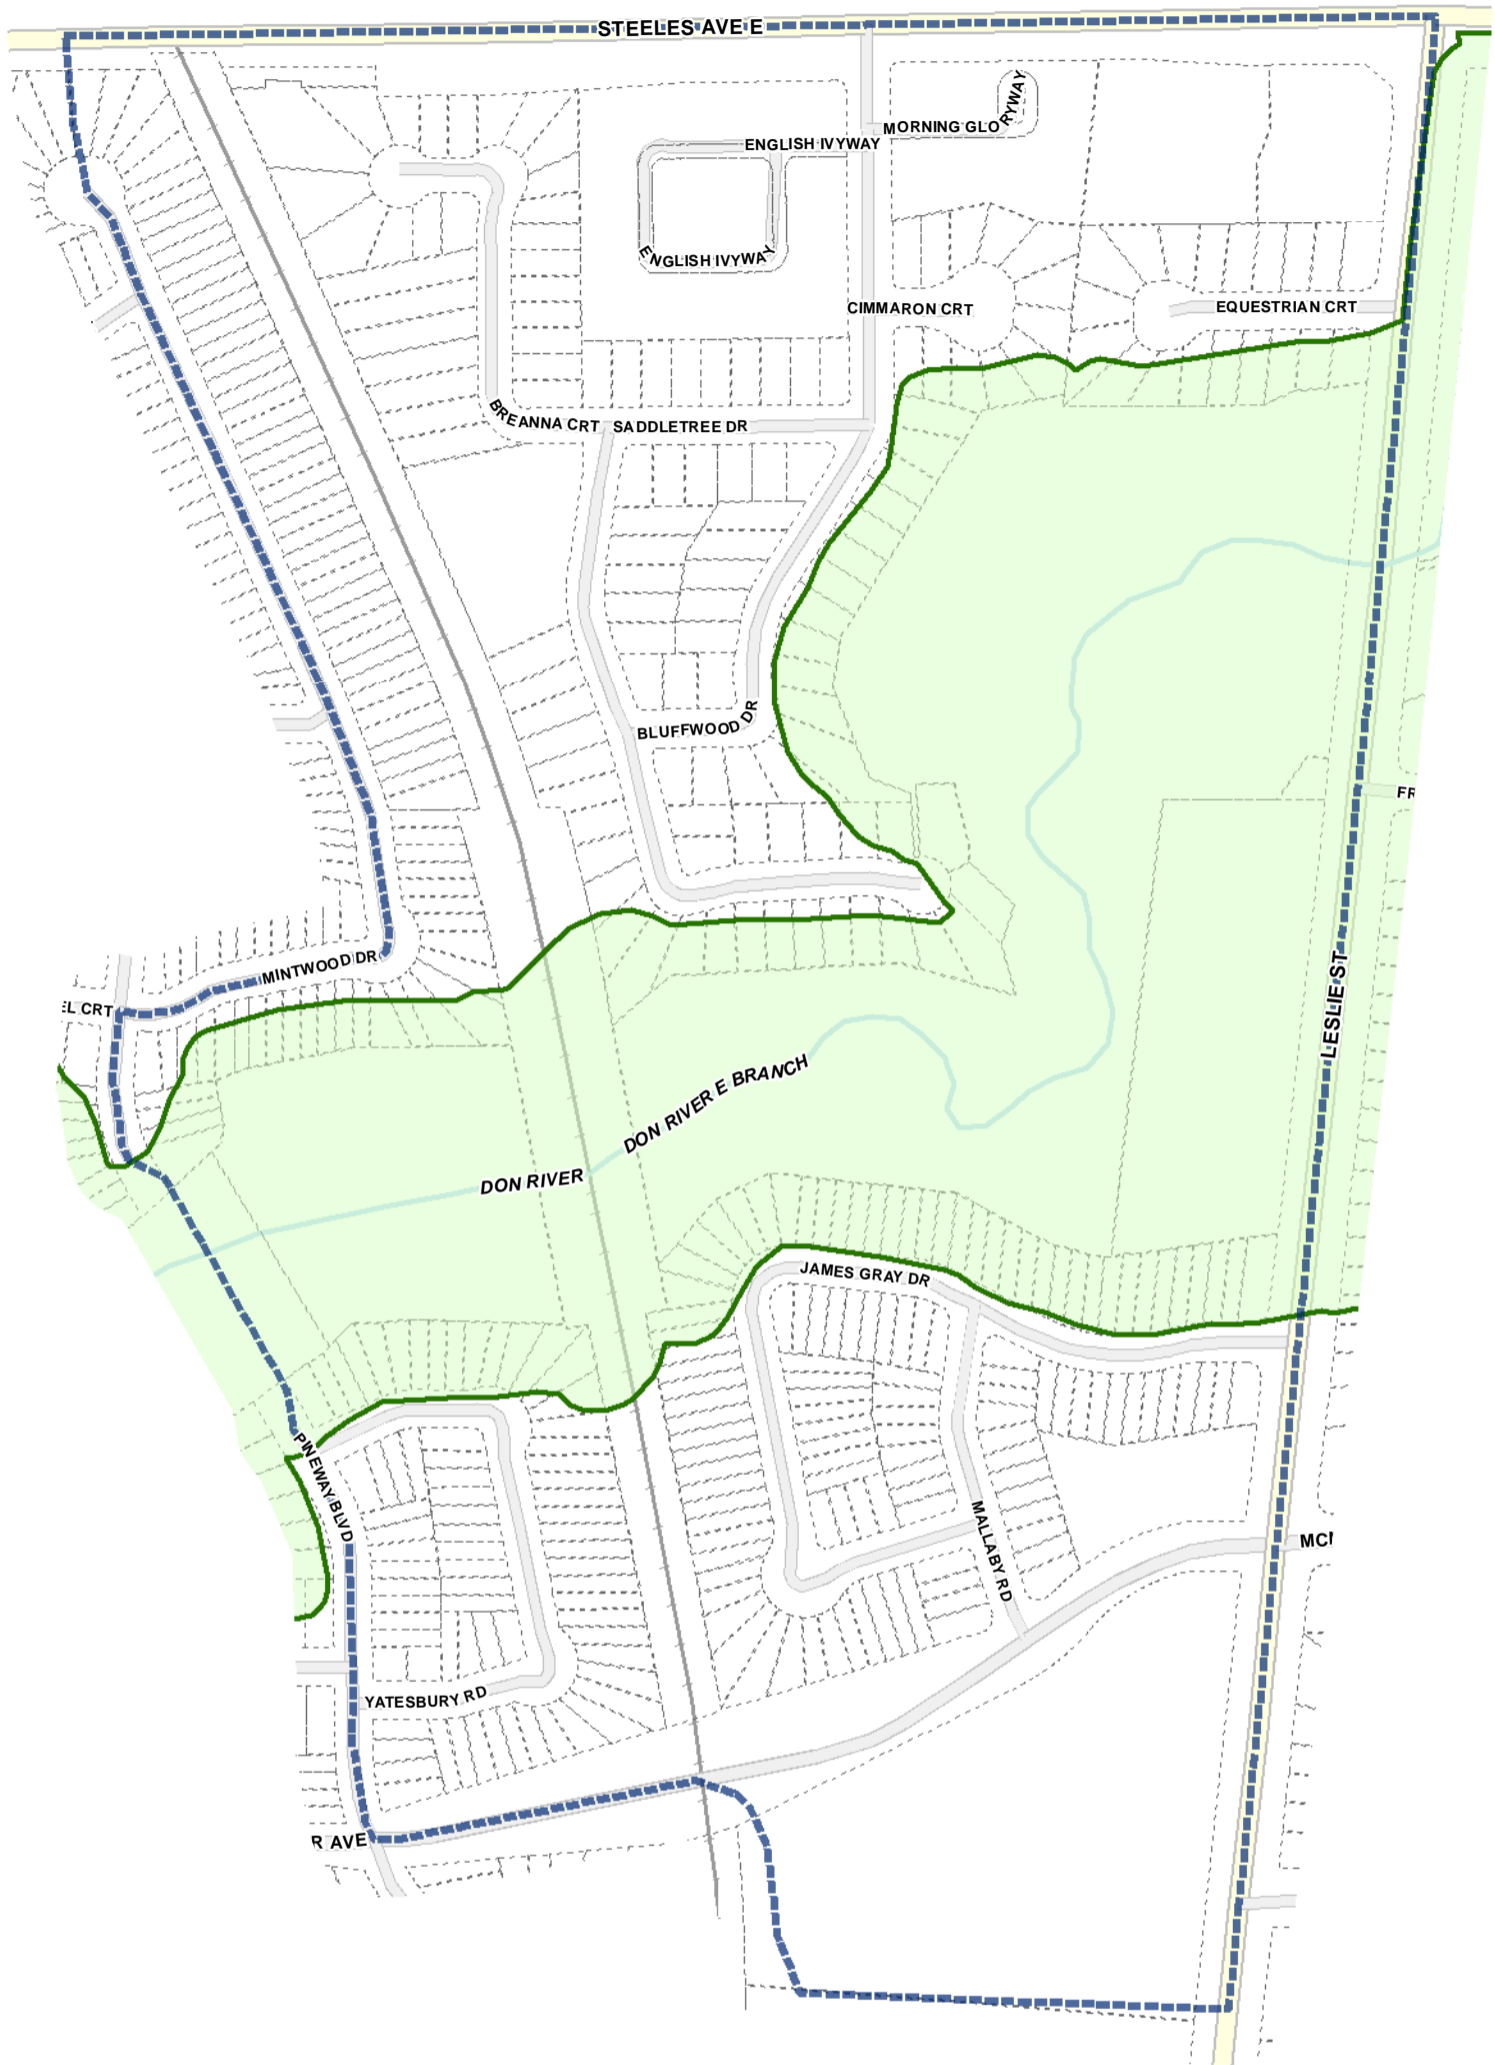 STEELES AVE E
MORNING GLORYWAY
ENGLISH IVYWAY
ENGLISH IVYWAY
CIMMARON CRT
EQUESTRIAN CRT
BREANNA CRT
SADDLETREE DR
BLUFFWOOD DR
FR
MINTWOOD DR
EL CRT
LESLIE ST
DON RIVER E BRANCH
DON RIVER
JAMES GRAY DR
PINEWAY BLVD
MALLABY RD
MCN
YATESBURY RD
R AVE